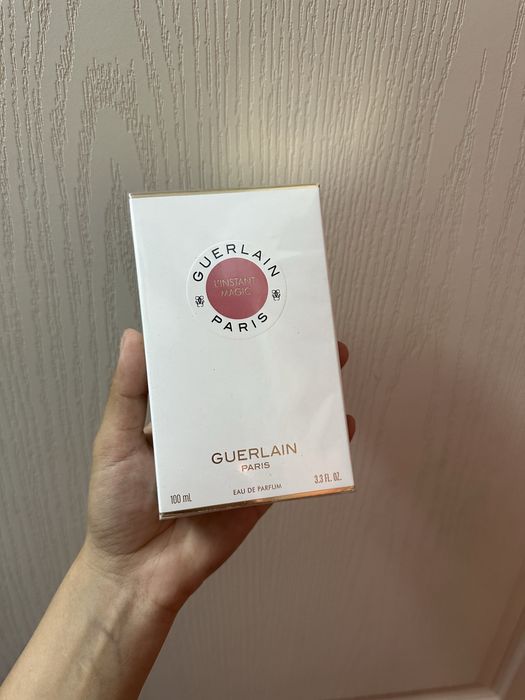 GUERLAIN
L'INSTANT
MAGIC
PARIS
GUERLAIN
PARIS
EAU DE PARFUM
100 mL
3.3 FL. OZ.